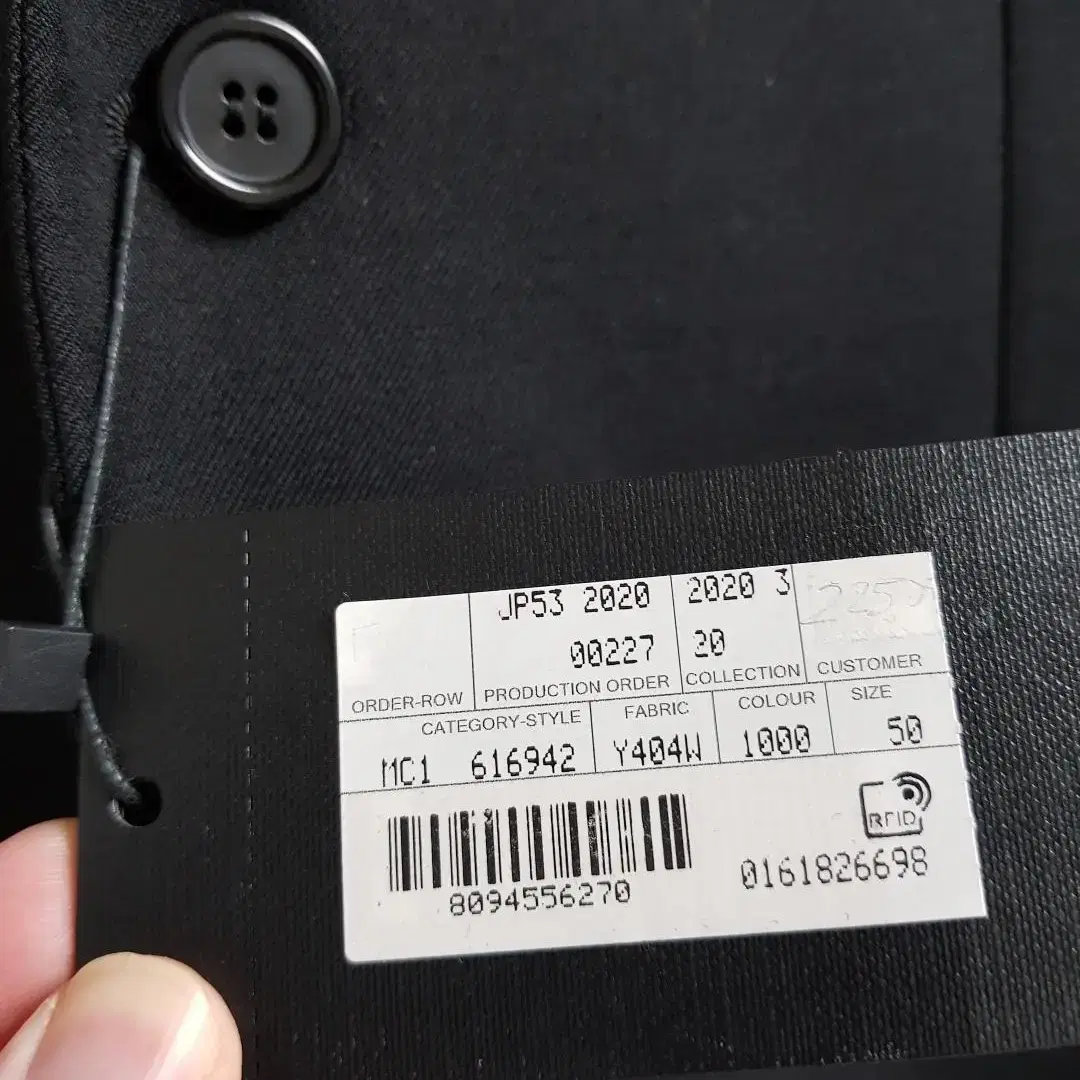 JP53 2020
2020 3
00227
20
ORDER-ROW
PRODUCTION ORDER
COLLECTION
CUSTOMER
CATEGORY-STYLE
FABRIC
COLOUR
SIZE
MC1 616942
Y404W
1000
50
RFID
8094556270
0161826698